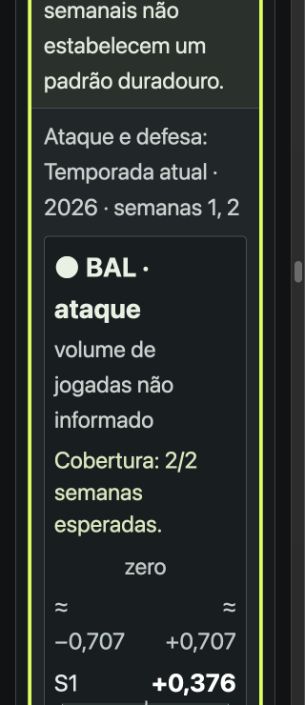 semanais não
estabelecem um
padrão duradouro.
Ataque e defesa:
Temporada atual ·
2026 · semanas 1, 2
BAL ·
ataque
volume de
jogadas não
informado
Cobertura: 2/2
semanas
esperadas.
zero
≈ ≈
−0,707 +0,707
S1 +0,376